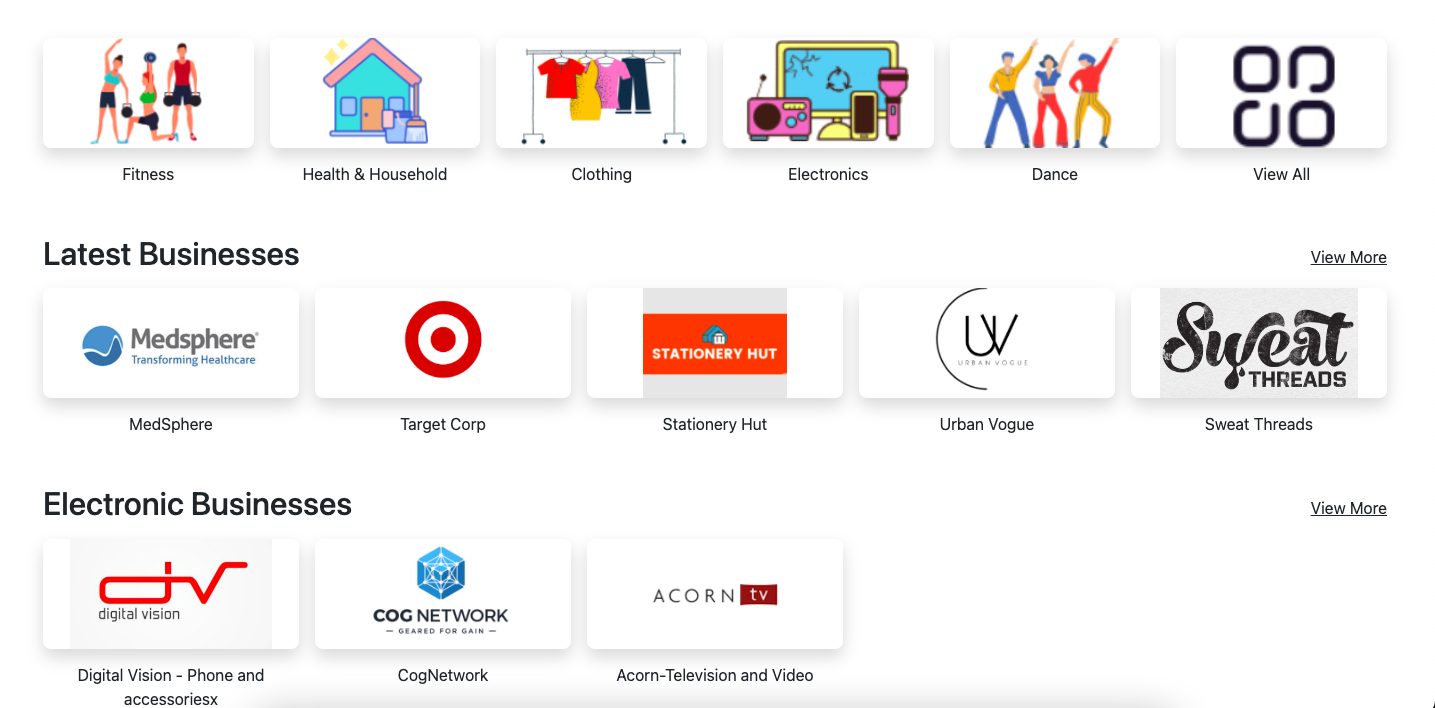 Fitness
Health & Household
Clothing
Electronics
Dance
View All
Latest Businesses
View More
Medsphere
Transforming Healthcare
STATIONERY HUT
UV
URBAN VOGUE
Sweat
THREADS
MedSphere
Target Corp
Stationery Hut
Urban Vogue
Sweat Threads
Electronic Businesses
View More
div
digital vision
COG NETWORK
— GEARED FOR GAIN —
ACORN tv
Digital Vision - Phone and
accessoriesx
CogNetwork
Acorn-Television and Video